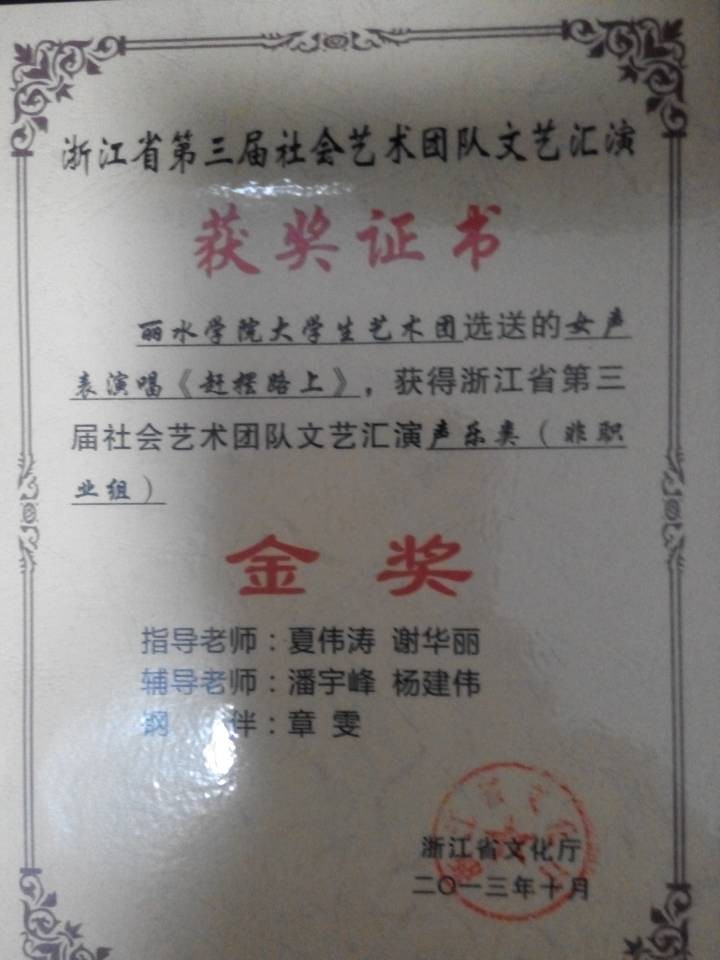 浙江省第三届社会艺术团队文艺汇演
获奖证书
丽水学院大学生艺术团选送的女声
表演唱《赶摆路上》，获得浙江省第三
届社会艺术团队文艺汇演声乐类（非职
业组）
金奖
指导老师：夏伟涛 谢华丽
辅导老师：潘宇峰 杨建伟
钢 伴：章 雯
浙江省文化厅
二〇一三年十月